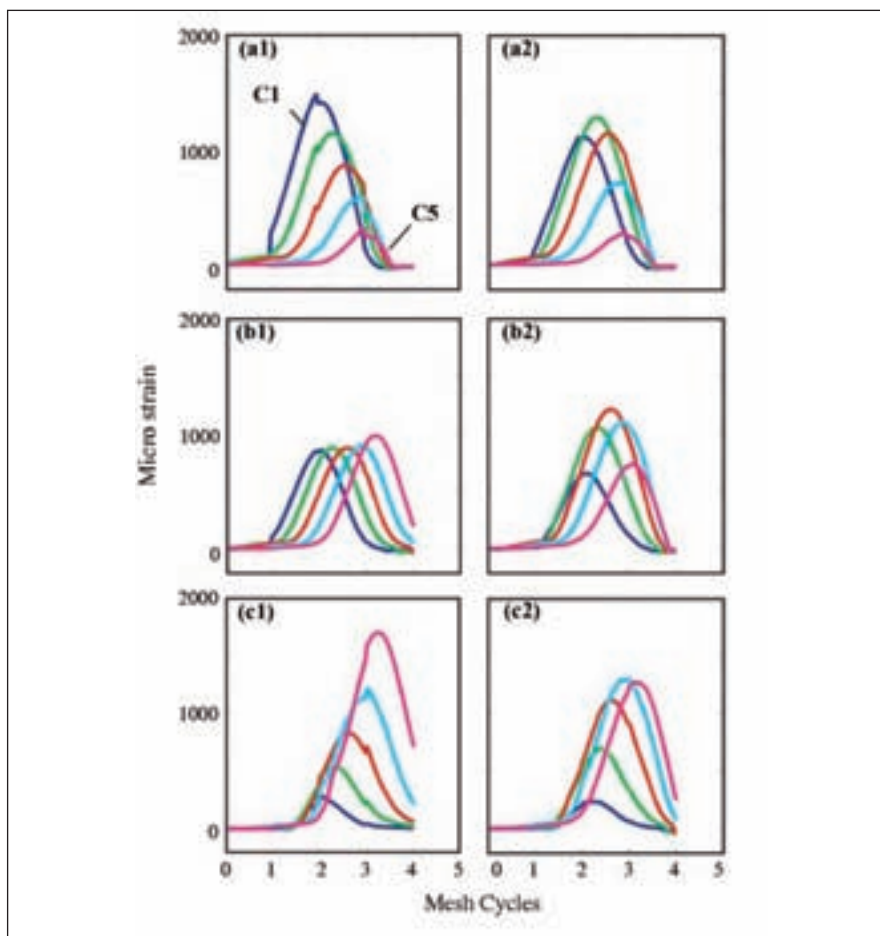 2000
(a1)
(a2)
C1
1000
C5
0
2000
(b1)
(b2)
1000
0
Micro strain
2000
(c1)
(c2)
1000
0
0 1 2 3 4 5 0 1 2 3 4 5
Mesh Cycles